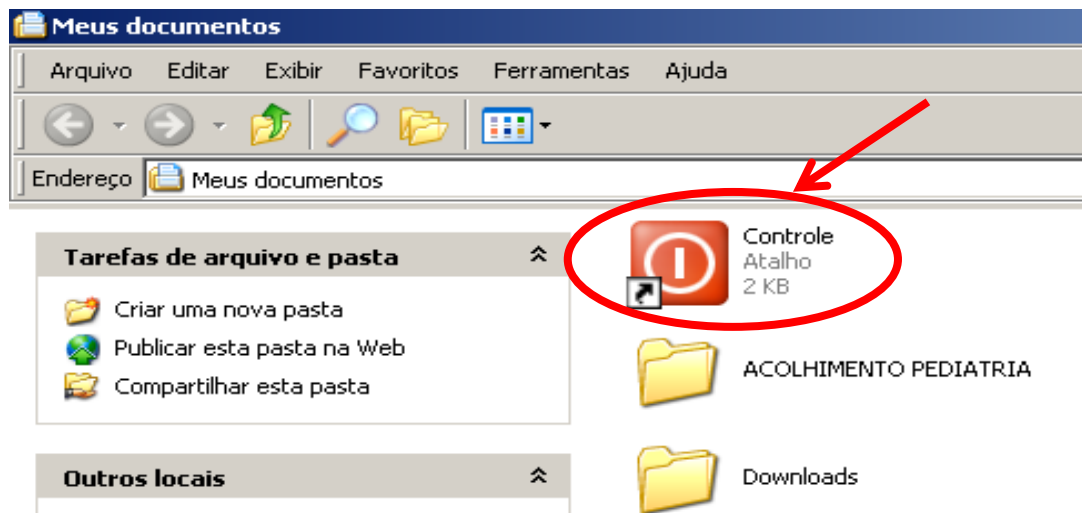 Meus documentos
Arquivo Editar Exibir Favoritos Ferramentas Ajuda
Endereço Meus documentos
Tarefas de arquivo e pasta
Criar uma nova pasta
Publicar esta pasta na Web
Compartilhar esta pasta
Outros locais
Controle
Atalho
2 KB
ACOLHIMENTO PEDIATRIA
Downloads